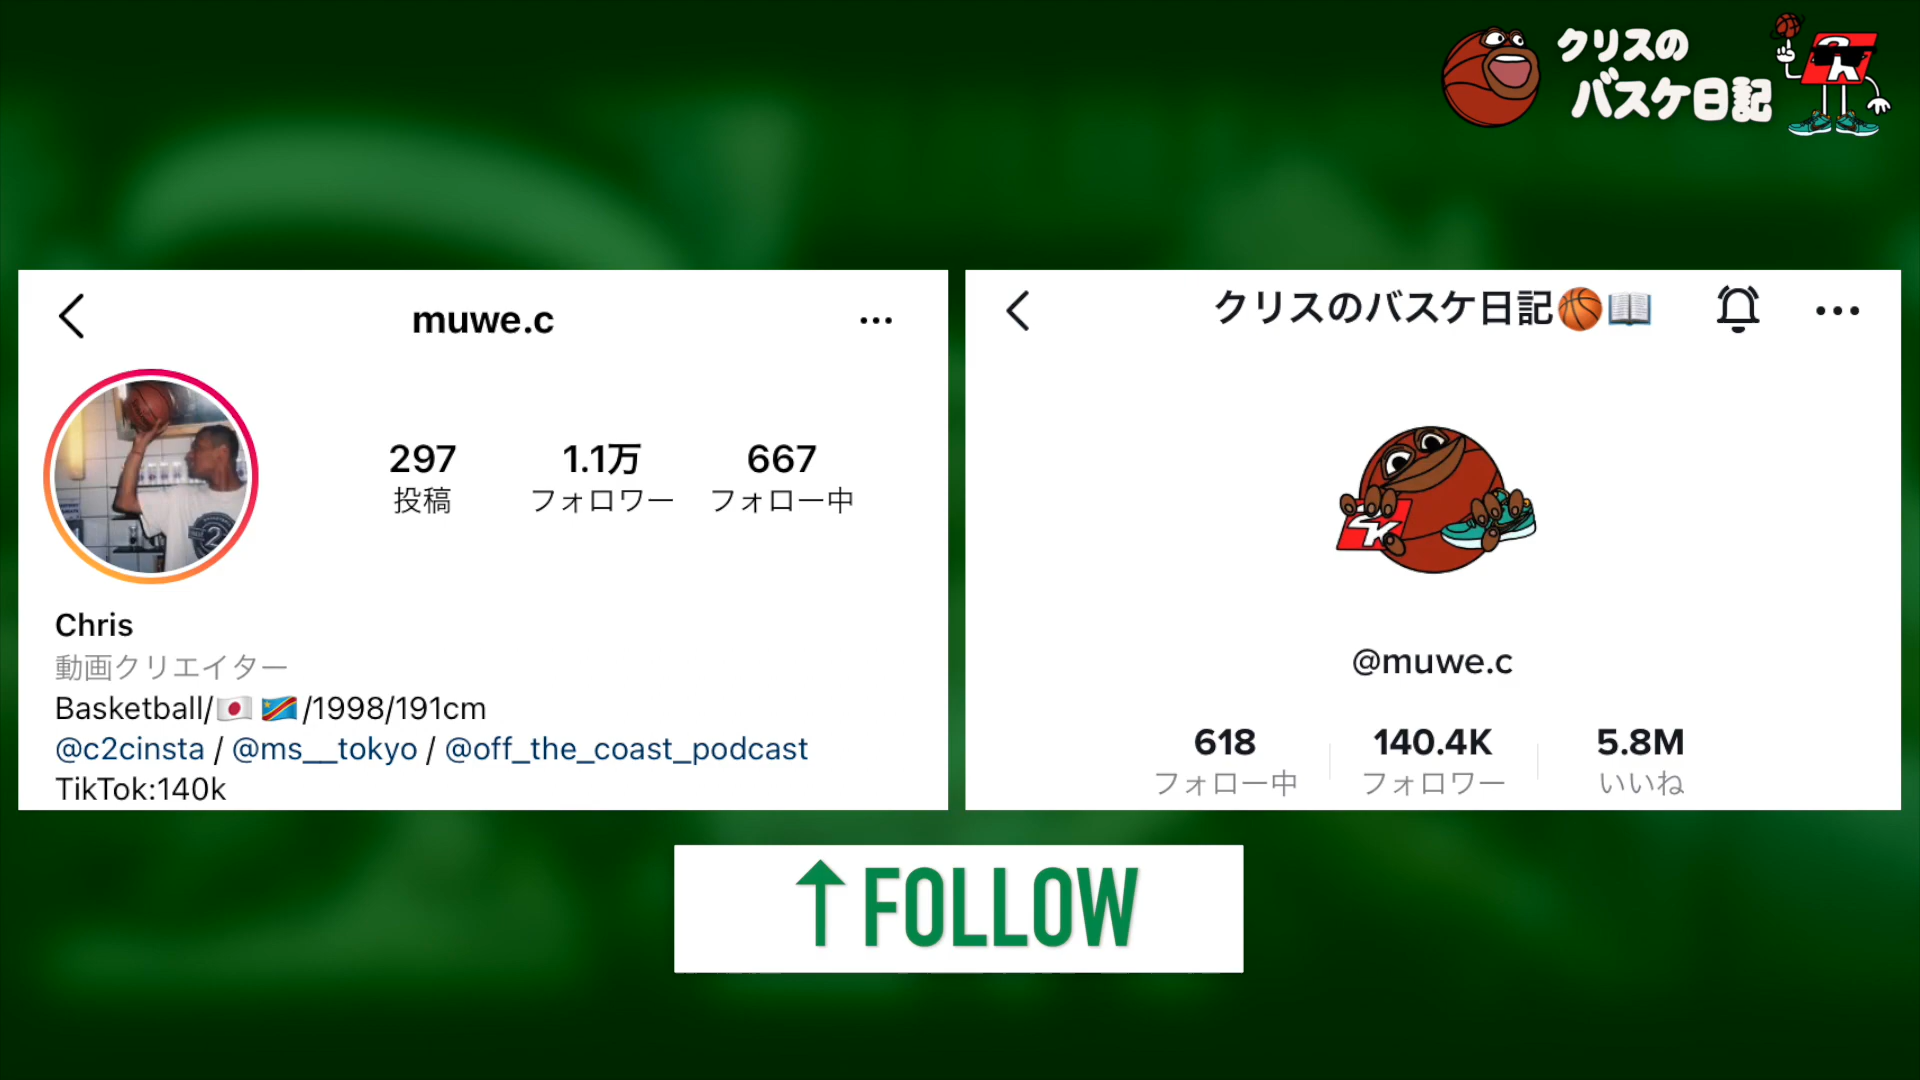 クリスの
バスケ日記
2K
muwe.c
297
投稿
1.1万
フォロワー
667
フォロー中
Chris
動画クリエイター
Basketball/🇯🇵🇨🇩/1998/191cm
@c2cinsta / @ms__tokyo / @off_the_coast_podcast
TikTok:140k
クリスのバスケ日記🏀📖
2K
@muwe.c
618
フォロー中
140.4K
フォロワー
5.8M
いいね
↑FOLLOW